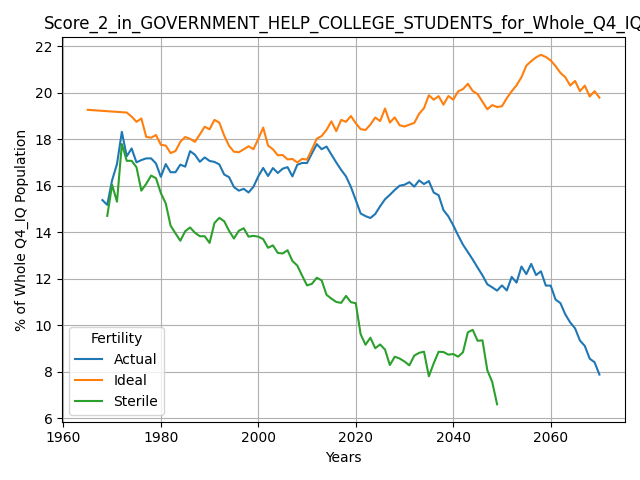 Score_2_in_GOVERNMENT_HELP_COLLEGE_STUDENTS_for_Whole_Q4_IQ
22
20
18
16
14
12
10
8
6
% of Whole Q4_IQ Population
Fertility
Actual
Ideal
Sterile
1960 1980 2000 2020 2040 2060
Years